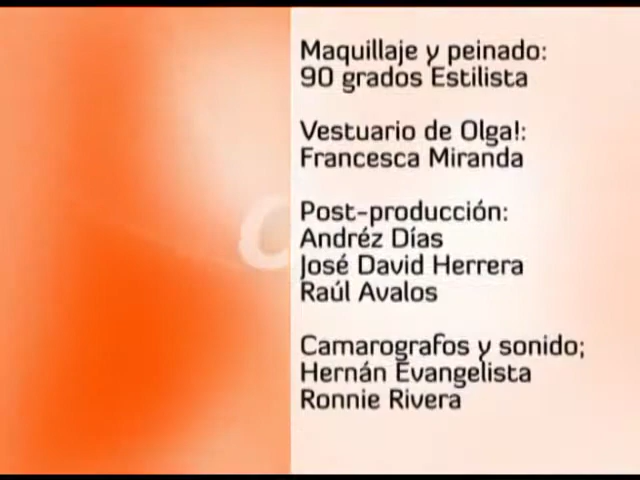 Maquillaje y peinado:
90 grados Estilista
Vestuario de Olga!:
Francesca Miranda
Post-producción:
Andréz Días
José David Herrera
Raúl Avalos
Camarografos y sonido;
Hernán Evangelista
Ronnie Rivera